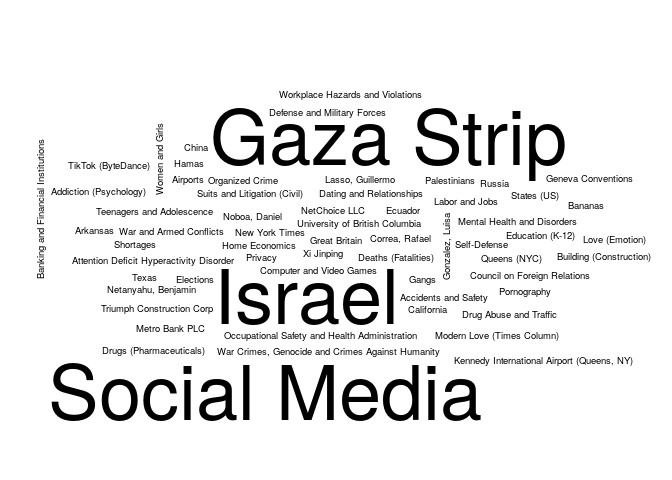 Workplace Hazards and Violations
Defense and Military Forces
Gaza Strip
China
Women and Girls
Banking and Financial Institutions
Hamas
TikTok (ByteDance)
Airports
Organized Crime
Lasso, Guillermo
Palestinians
Russia
Geneva Conventions
Addiction (Psychology)
Suits and Litigation (Civil)
Dating and Relationships
States (US)
Labor and Jobs
Bananas
Teenagers and Adolescence
Noboa, Daniel
NetChoice LLC
Ecuador
Gonzalez, Luisa
Mental Health and Disorders
University of British Columbia
Arkansas
War and Armed Conflicts
New York Times
Education (K-12)
Love (Emotion)
Great Britain
Correa, Rafael
Shortages
Home Economics
Self-Defense
Xi Jinping
Privacy
Deaths (Fatalities)
Queens (NYC)
Building (Construction)
Attention Deficit Hyperactivity Disorder
Computer and Video Games
Texas
Elections
Israel
Gangs
Council on Foreign Relations
Netanyahu, Benjamin
Pornography
Accidents and Safety
Triumph Construction Corp
California
Drug Abuse and Traffic
Metro Bank PLC
Occupational Safety and Health Administration
Modern Love (Times Column)
Drugs (Pharmaceuticals)
War Crimes, Genocide and Crimes Against Humanity
Kennedy International Airport (Queens, NY)
Social Media